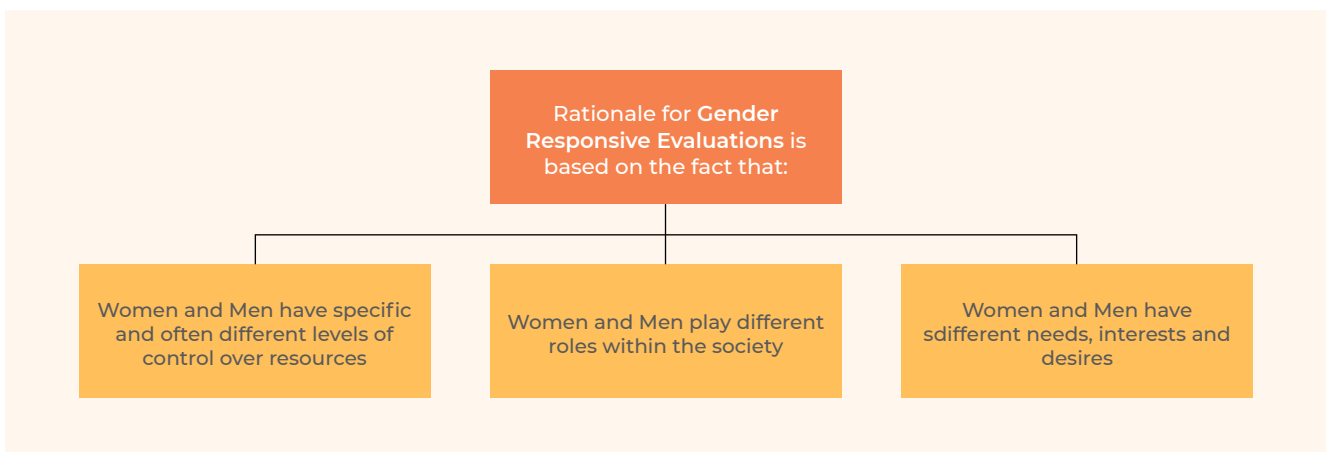 Rationale for Gender
Responsive Evaluations is
based on the fact that:
Women and Men have specific
and often different levels of
control over resources
Women and Men play different
roles within the society
Women and Men have
sdifferent needs, interests and
desires